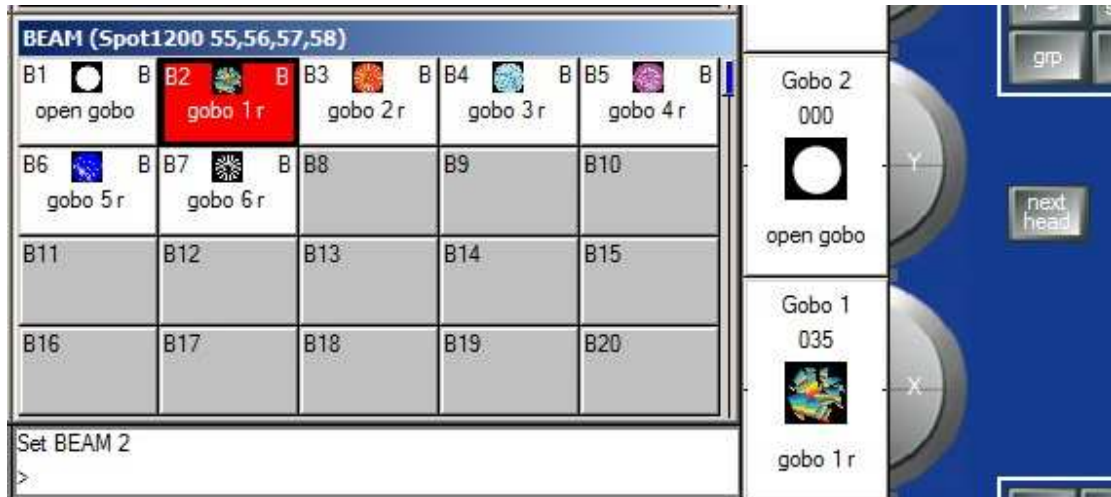 BEAM (Spot1200 55,56,57,58)
B1 B B2 B B3 B B4 B B5 B
open gobo gobo 1 r gobo 2 r gobo 3 r gobo 4 r
B6 B B7 B B8 B9 B10
gobo 5 r gobo 6 r
B11 B12 B13 B14 B15
B16 B17 B18 B19 B20
Set BEAM 2
>
Gobo 2
000
open gobo
Gobo 1
035
gobo 1 r
Y
X
grp
next
head